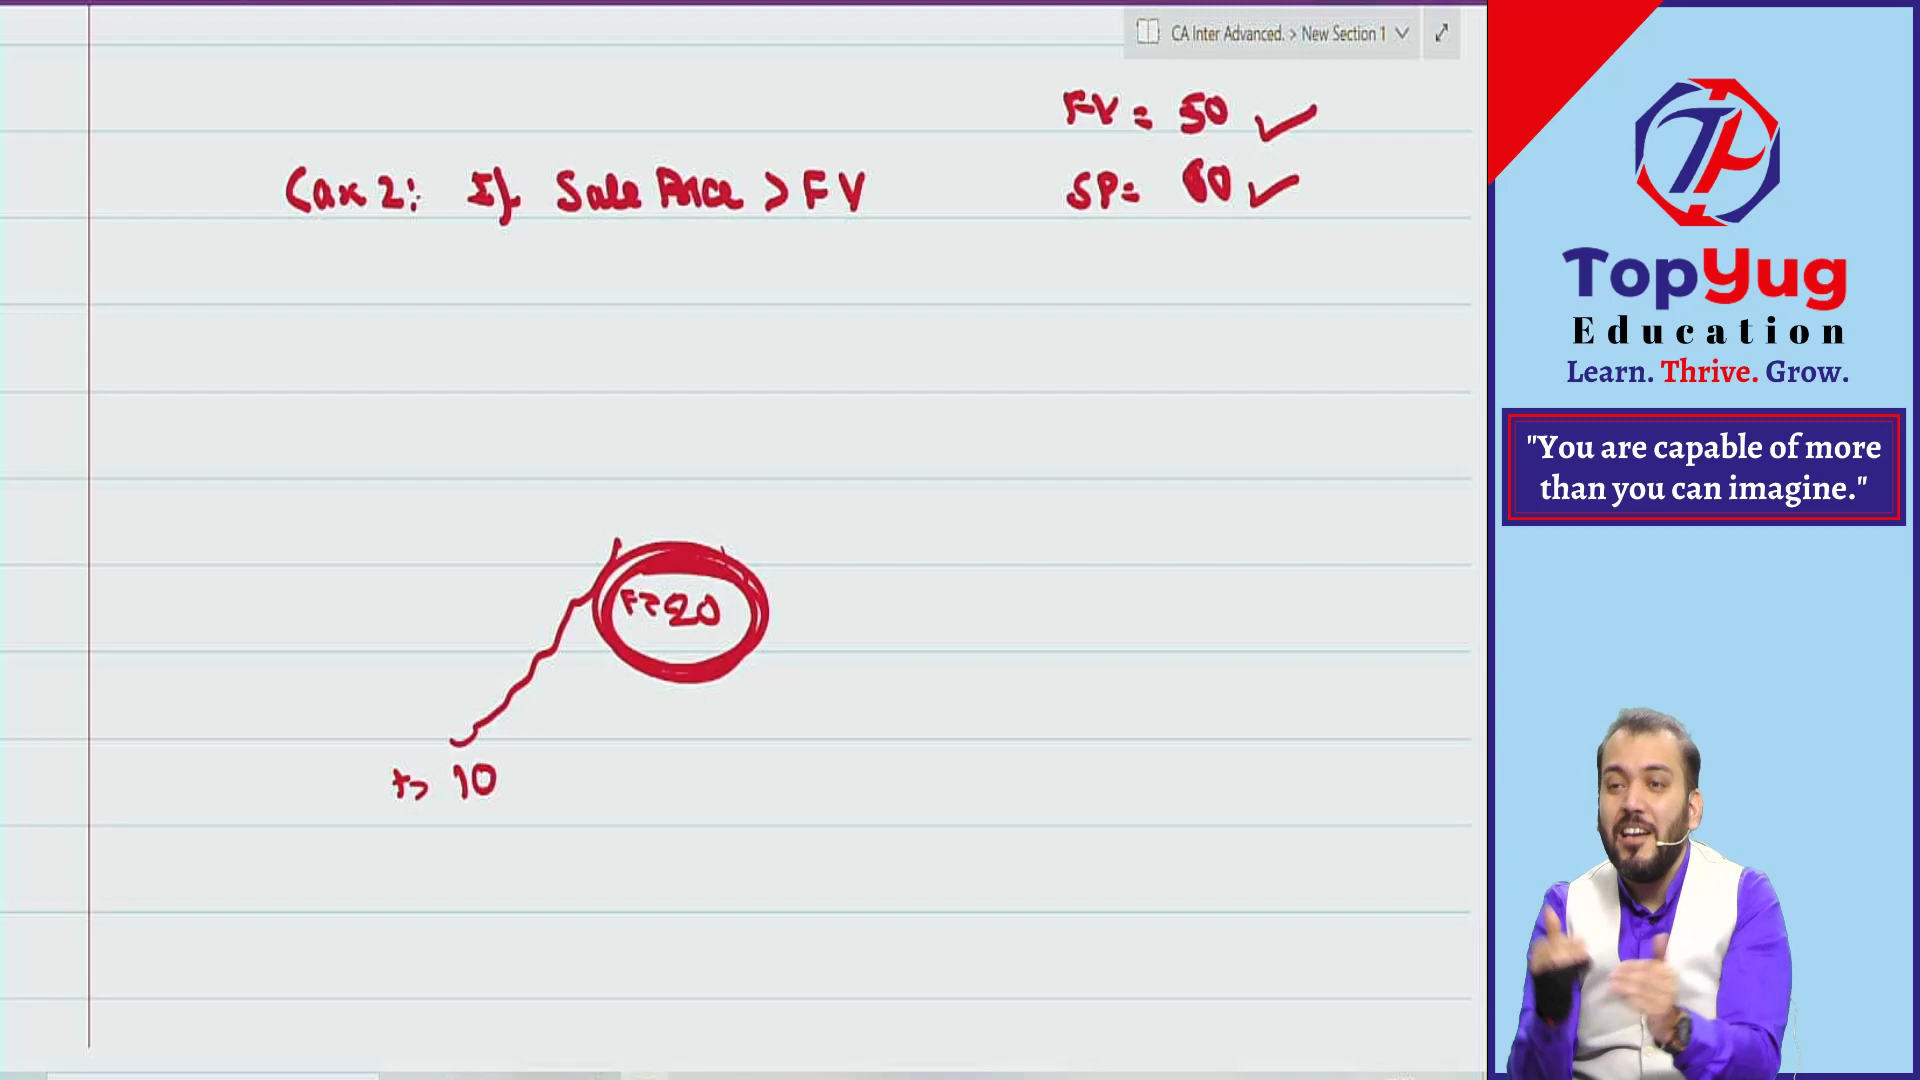 CA Inter Advanced. > New Section 1
FV = 50 ✓
SP = 60 ✓
Case 2: If Sale Price > FV
20
10
TopYug
Education
Learn. Thrive. Grow.
"You are capable of more
than you can imagine."